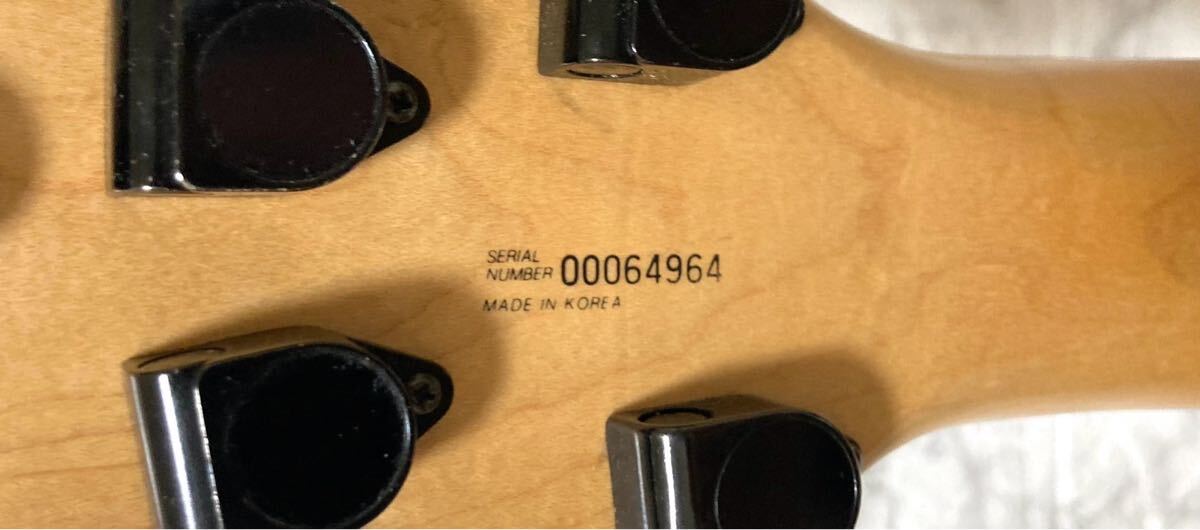 SERIAL
NUMBER 00064964
MADE IN KOREA